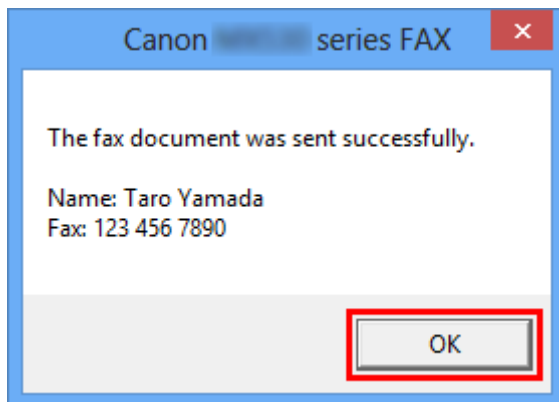 Canon series FAX
The fax document was sent successfully.
Name: Taro Yamada
Fax: 123 456 7890
OK